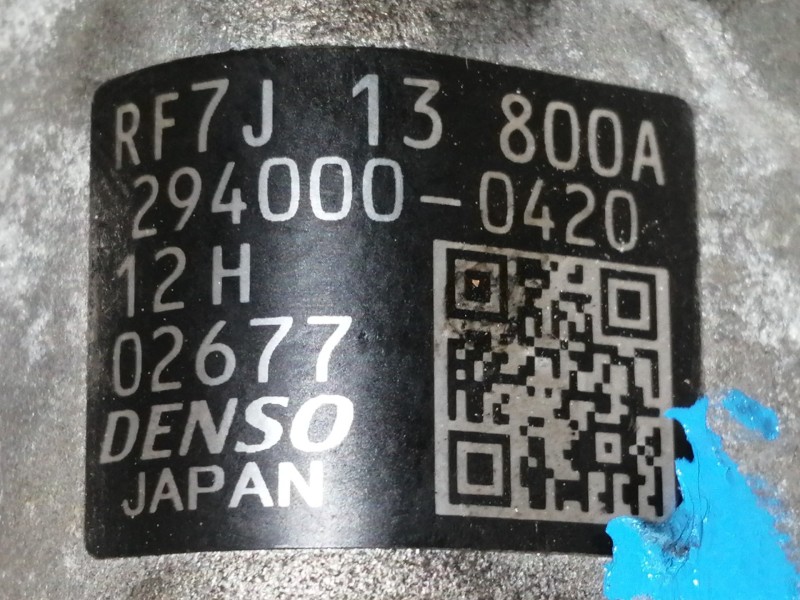 RF7J 13 800A
294000-0420
12H
02677
DENSO
JAPAN